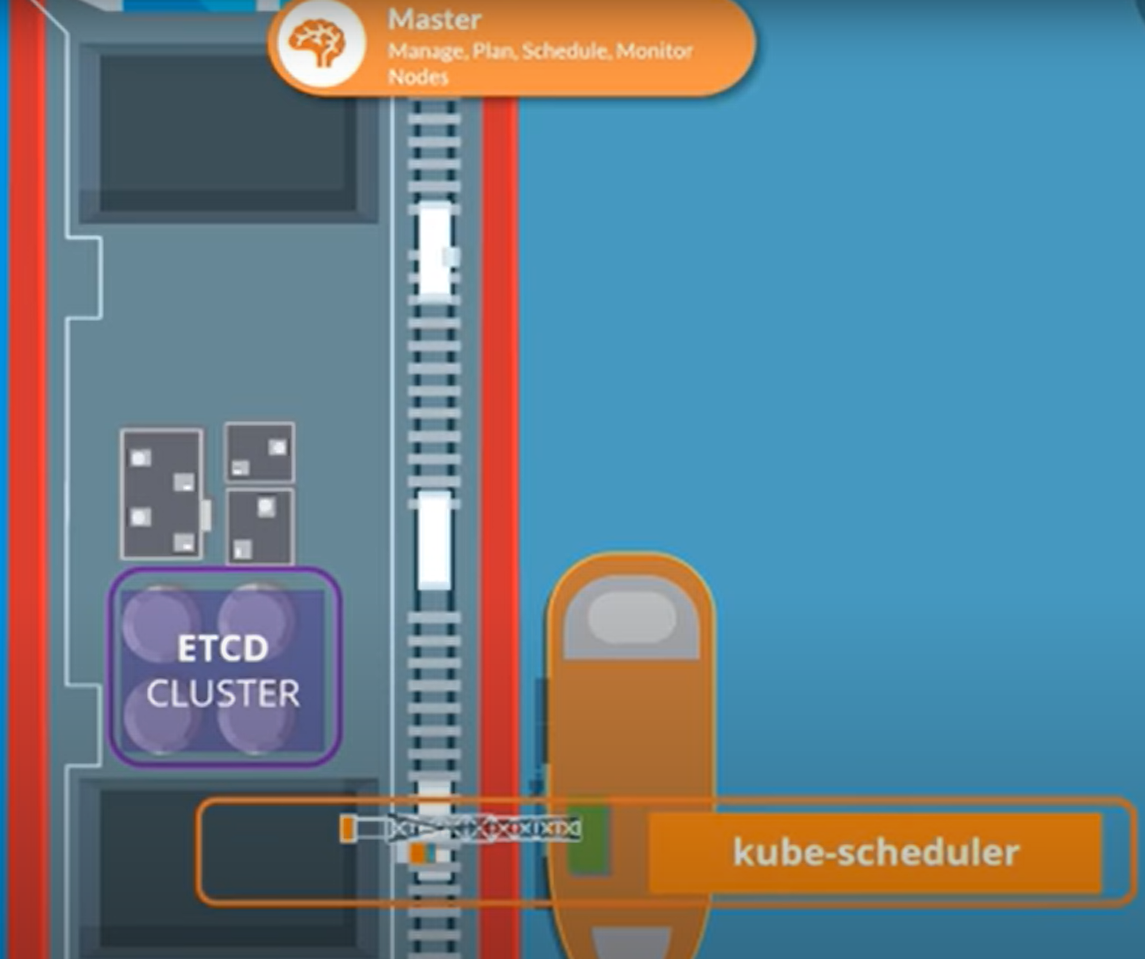 Master
Manage, Plan, Schedule, Monitor
Nodes
ETCD
CLUSTER
kube-scheduler